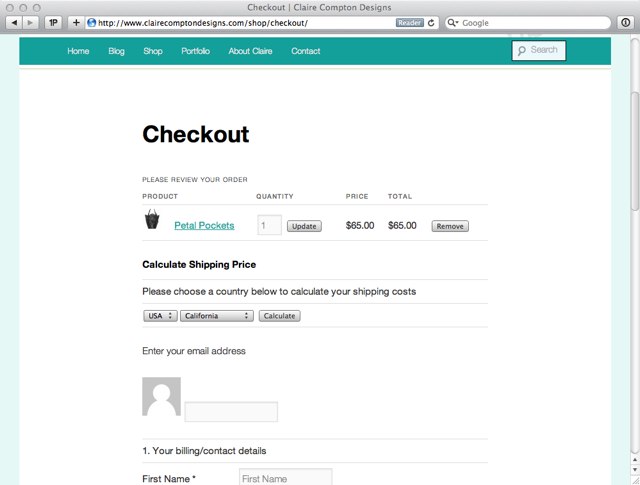 Checkout | Claire Compton Designs
1P http://www.clairecomptondesigns.com/shop/checkout/ Reader Google
Home Blog Shop Portfolio About Claire Contact Search
Checkout
PLEASE REVIEW YOUR ORDER
PRODUCT QUANTITY PRICE TOTAL
Petal Pockets 1 Update $65.00 $65.00 Remove
Calculate Shipping Price
Please choose a country below to calculate your shipping costs
USA California Calculate
Enter your email address
1. Your billing/contact details
First Name * First Name